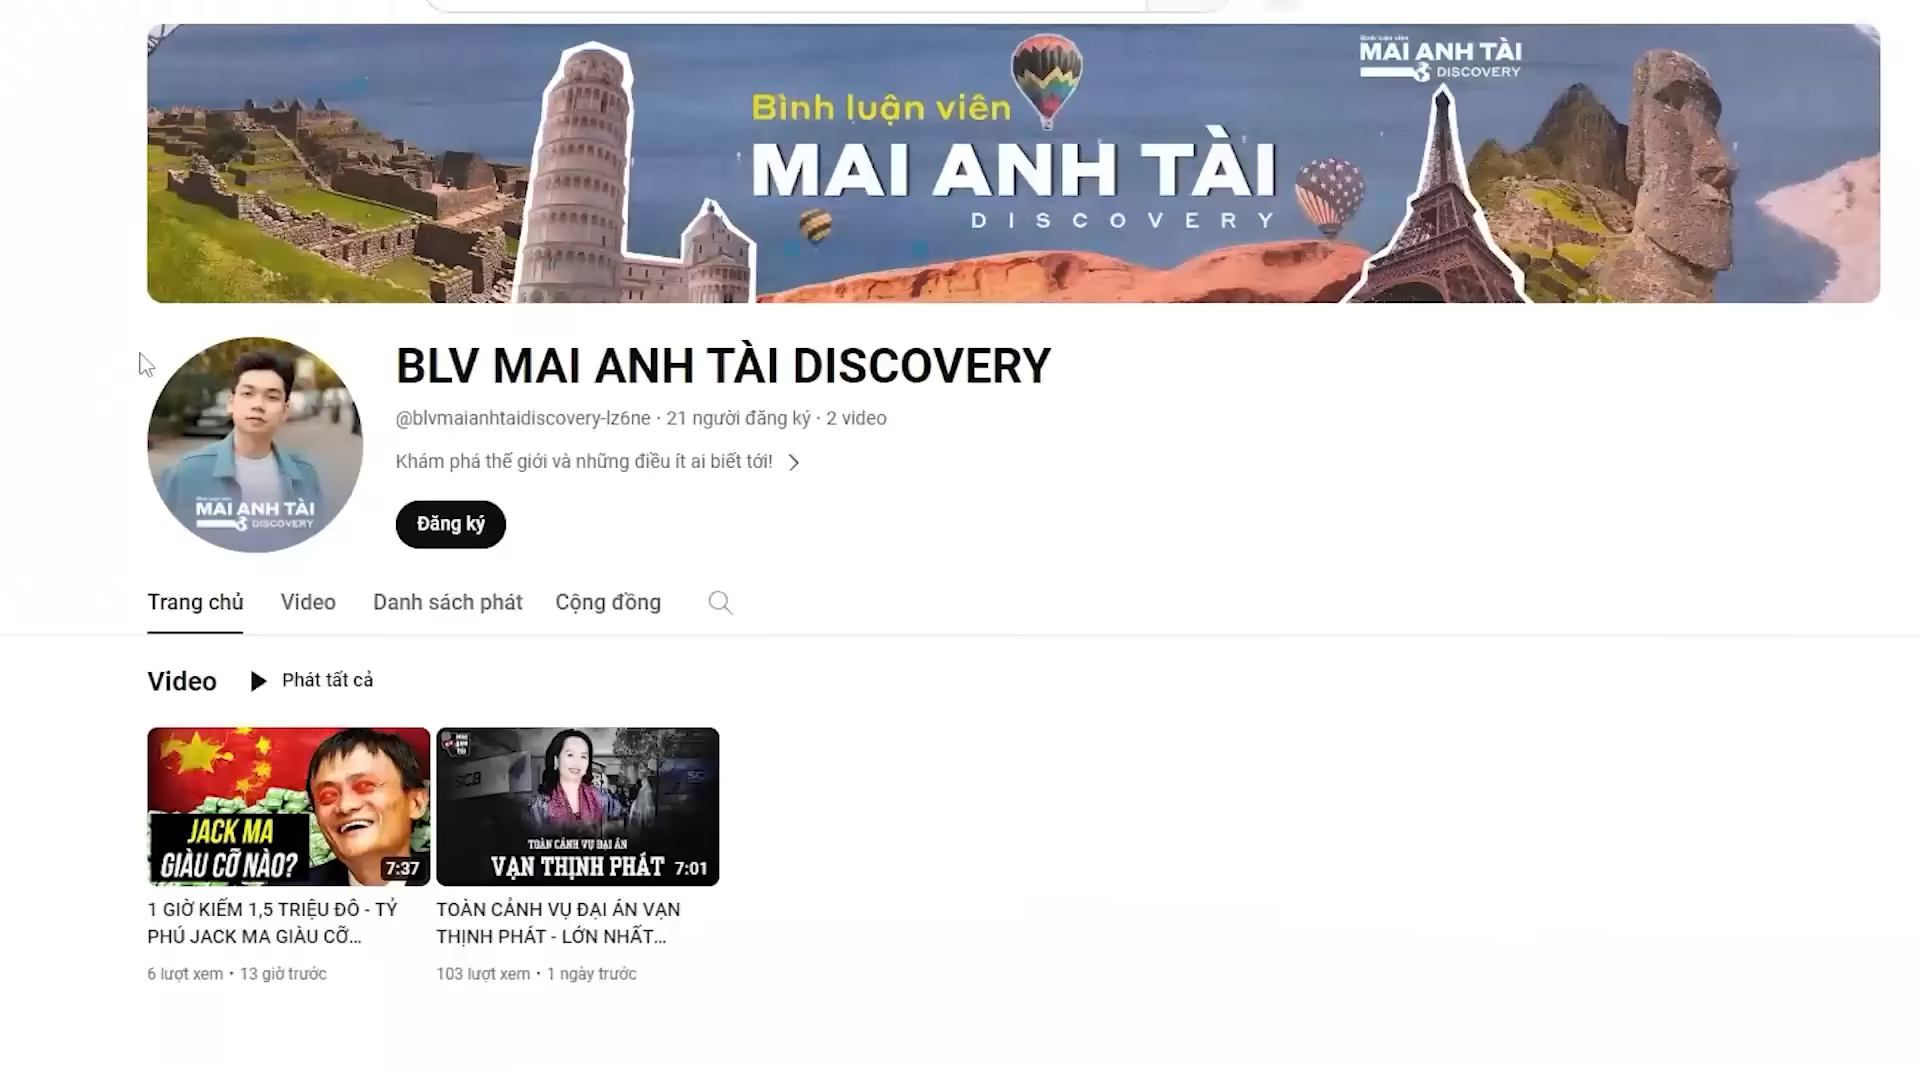 Bình luận viên
MAI ANH TÀI
DISCOVERY
Bình luận viên
MAI ANH TÀI
DISCOVERY
MAI ANH TÀI
DISCOVERY
BLV MAI ANH TÀI DISCOVERY
@blvmaianhtaidiscovery-lz6ne · 21 người đăng ký · 2 video
Khám phá thế giới và những điều ít ai biết tới!
Đăng ký
Trang chủ Video Danh sách phát Cộng đồng
Video Phát tất cả
JACK MA
GIÀU CỠ NÀO?
7:37
SCB
TOÀN CẢNH VỤ ĐẠI ÁN
VẠN THỊNH PHÁT
7:01
1 GIỜ KIẾM 1,5 TRIỆU ĐÔ - TỶ
PHÚ JACK MA GIÀU CỠ...
6 lượt xem • 13 giờ trước
TOÀN CẢNH VỤ ĐẠI ÁN VẠN
THỊNH PHÁT - LỚN NHẤT...
103 lượt xem • 1 ngày trước